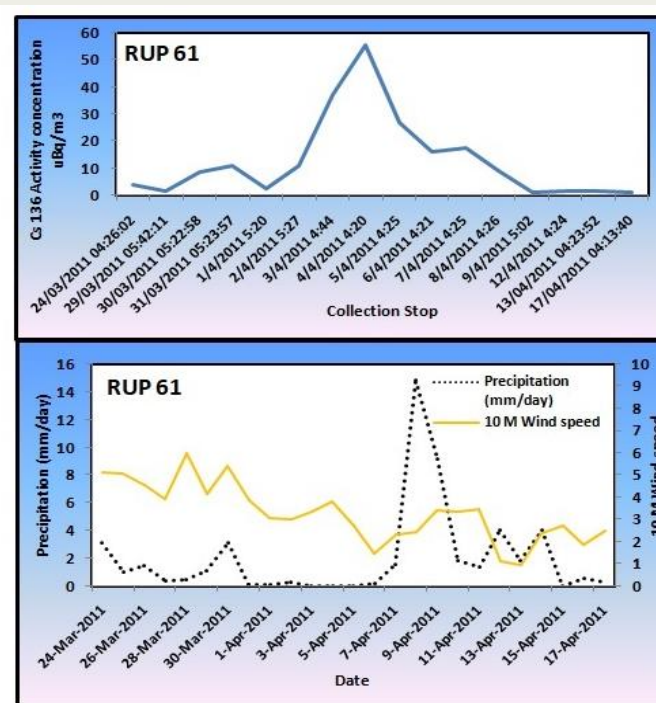 RUP 61
60
50
40
30
20
10
0
Cs 136 Activity concentration
uBq/m3
24/03/2011 04:26:02
29/03/2011 05:42:11
30/03/2011 05:22:58
31/03/2011 05:23:57
1/4/2011 5:20
2/4/2011 5:27
3/4/2011 4:44
4/4/2011 4:20
5/4/2011 4:25
6/4/2011 4:21
7/4/2011 4:25
8/4/2011 4:26
9/4/2011 5:02
12/4/2011 4:24
13/04/2011 04:23:52
17/04/2011 04:13:40
Collection Stop
RUP 61
Precipitation
(mm/day)
10 M Wind speed
16
14
12
10
8
6
4
2
0
Precipitation (mm/day)
10
9
8
7
6
5
4
3
2
1
0
10 M Wind speed
24-Mar-2011
26-Mar-2011
28-Mar-2011
30-Mar-2011
1-Apr-2011
3-Apr-2011
5-Apr-2011
7-Apr-2011
9-Apr-2011
11-Apr-2011
13-Apr-2011
15-Apr-2011
17-Apr-2011
Date